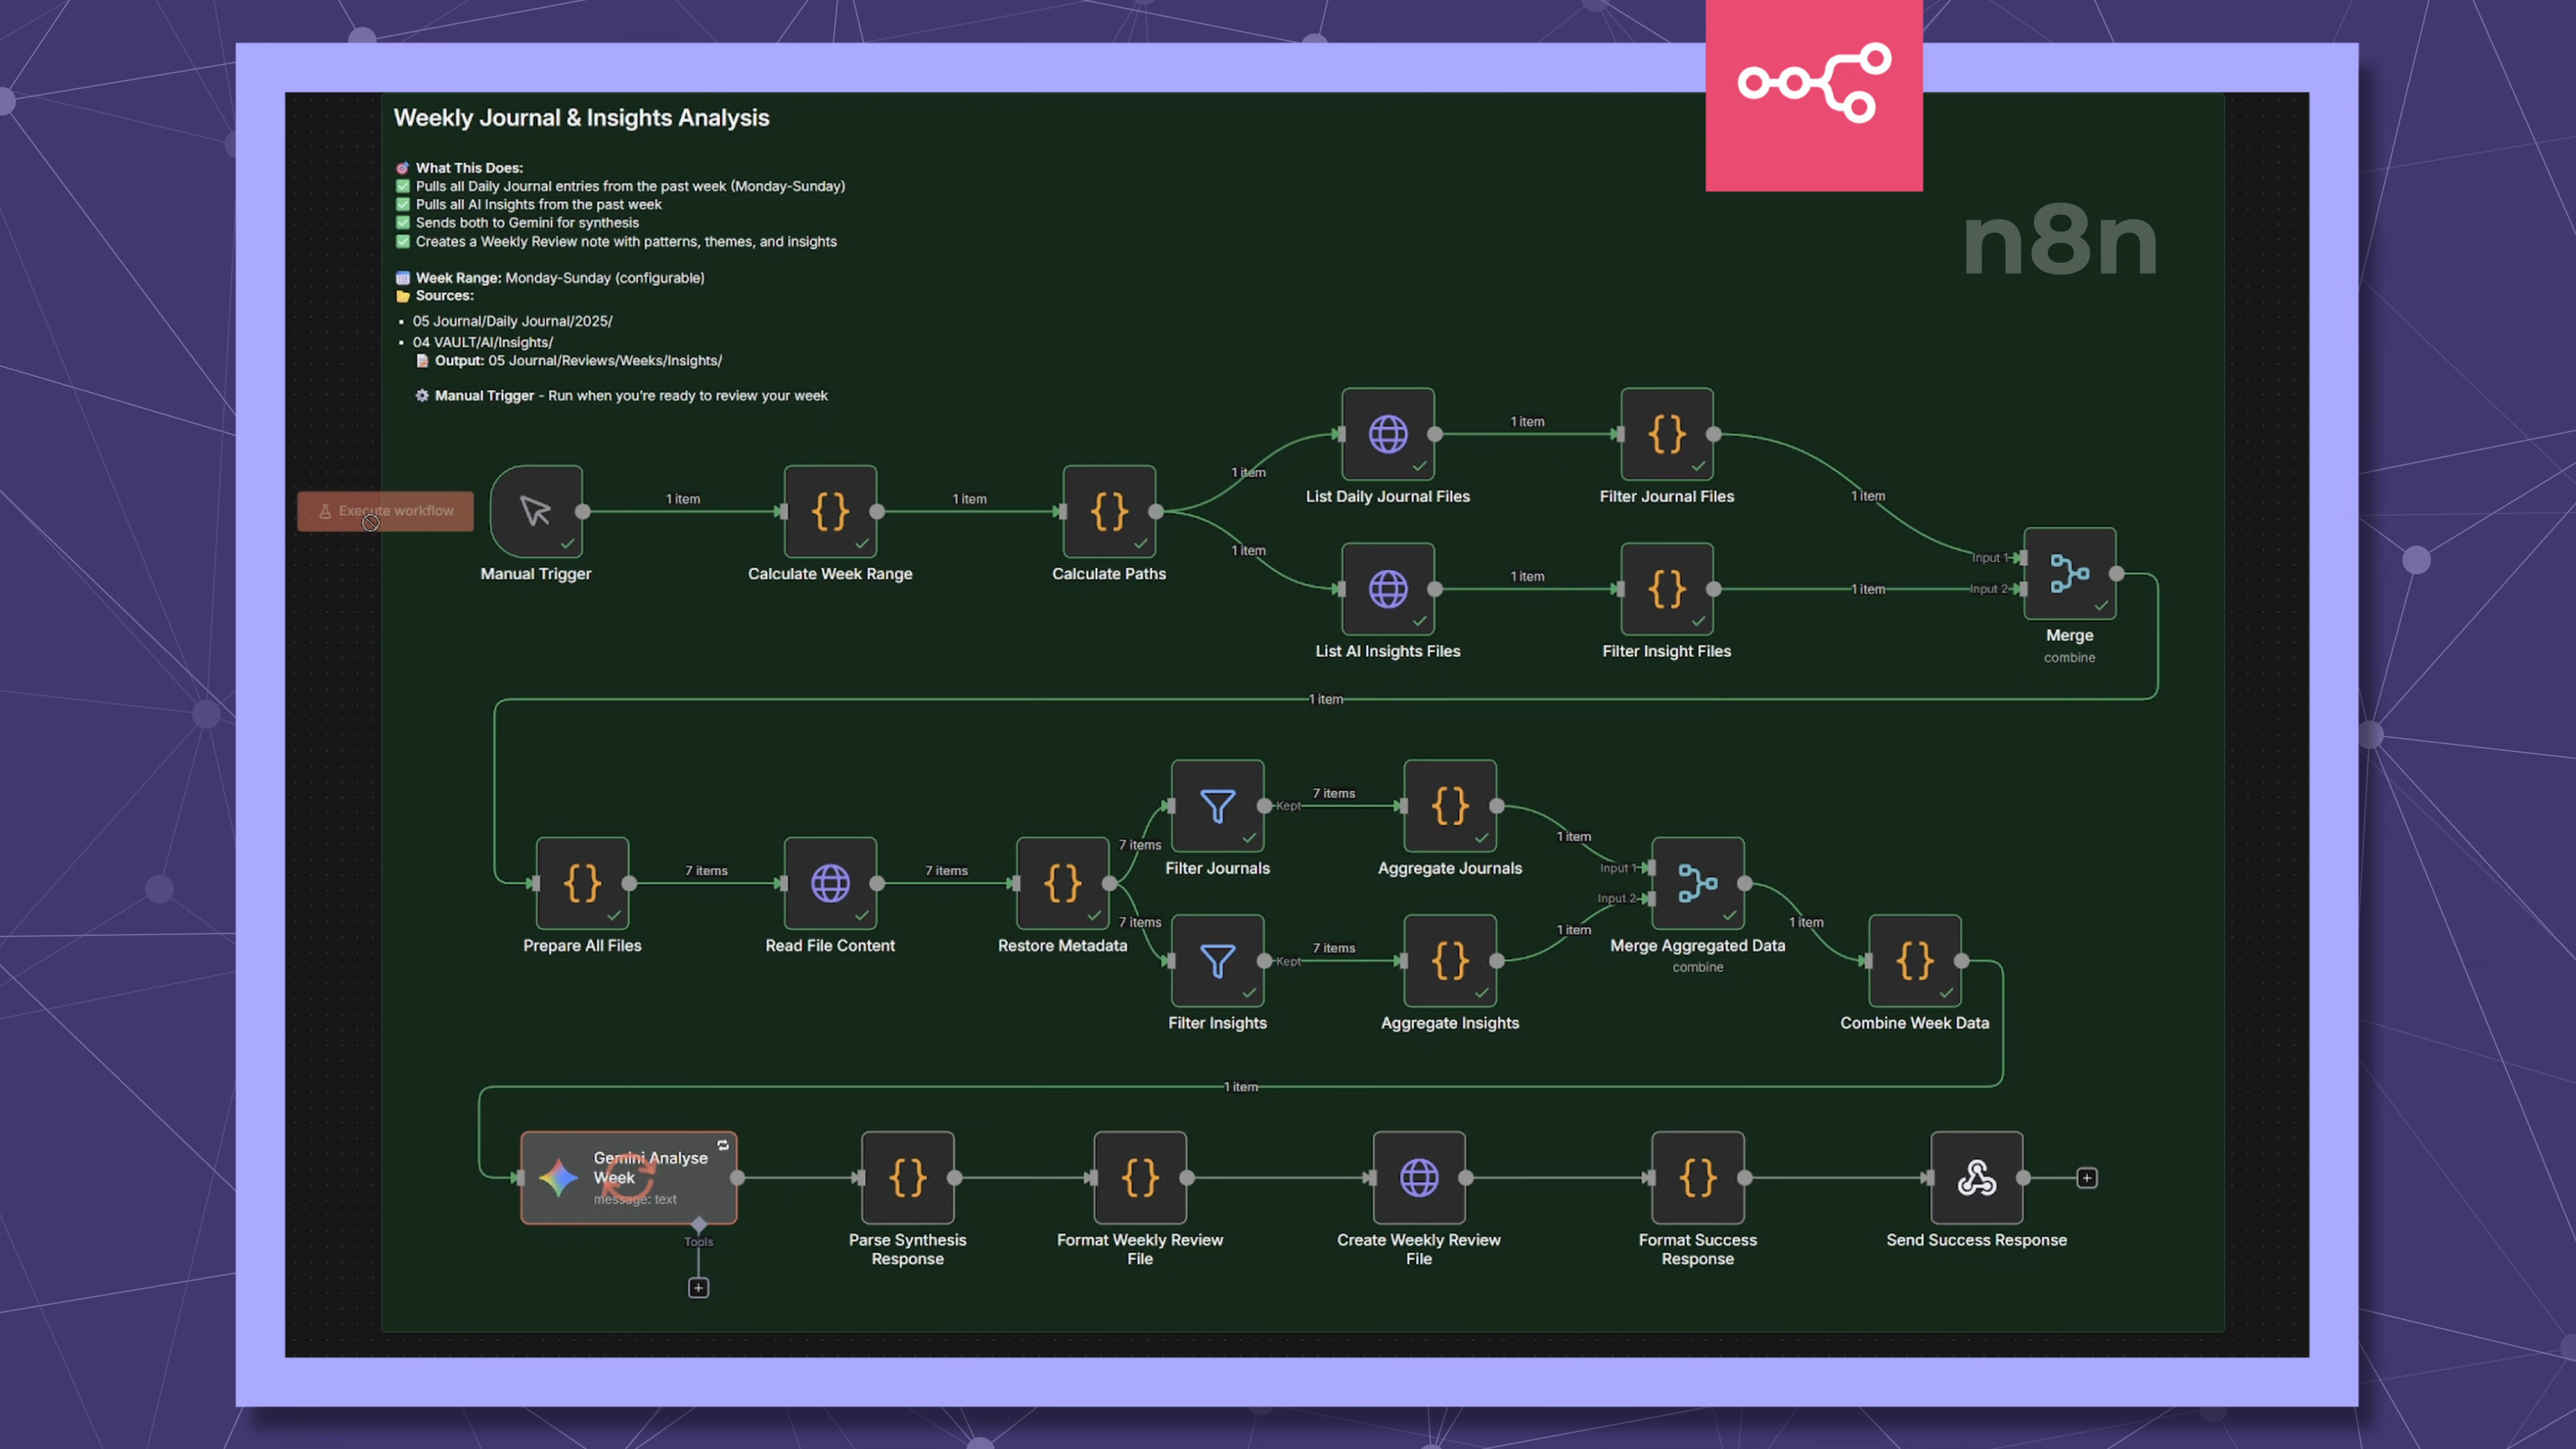 n8n
Weekly Journal & Insights Analysis
🎯 What This Does:
✅ Pulls all Daily Journal entries from the past week (Monday-Sunday)
✅ Pulls all AI Insights from the past week
✅ Sends both to Gemini for synthesis
✅ Creates a Weekly Review note with patterns, themes, and insights
📅 Week Range: Monday-Sunday (configurable)
📂 Sources:
• 05 Journal/Daily Journal/2025/
• 04 VAULT/AI/Insights/
📝 Output: 05 Journal/Reviews/Weeks/Insights/
⚙️ Manual Trigger - Run when you're ready to review your week
Execute workflow
Manual Trigger
1 item
Calculate Week Range
1 item
Calculate Paths
1 item
1 item
List Daily Journal Files
1 item
Filter Journal Files
1 item
List AI Insights Files
1 item
Filter Insight Files
1 item
Input 1
Input 2
Merge
combine
1 item
Prepare All Files
7 items
Read File Content
7 items
Restore Metadata
7 items
7 items
Filter Journals
Kept
7 items
Aggregate Journals
1 item
Filter Insights
Kept
7 items
Aggregate Insights
1 item
Input 1
Input 2
Merge Aggregated Data
combine
1 item
Combine Week Data
1 item
Gemini Analyse
Week
message: text
Tools
Parse Synthesis
Response
Format Weekly Review
File
Create Weekly Review
File
Format Success
Response
Send Success Response